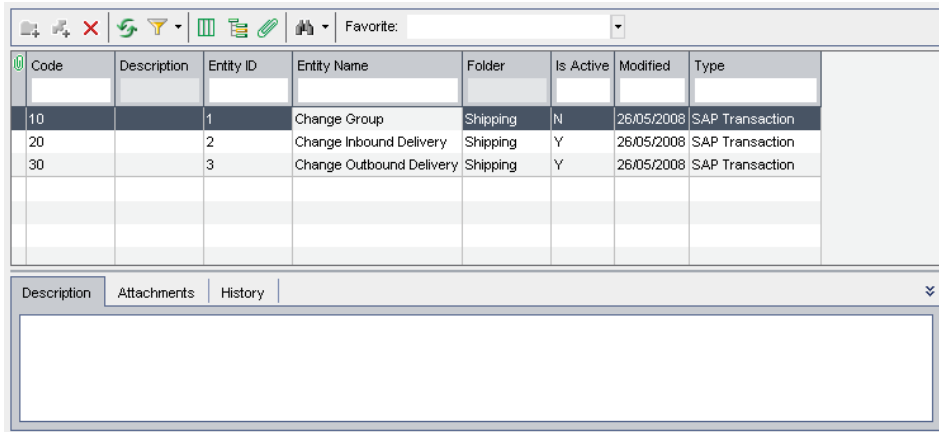 Favorite:
Code Description Entity ID Entity Name Folder Is Active Modified Type
10 1 Change Group Shipping N 26/05/2008 SAP Transaction
20 2 Change Inbound Delivery Shipping Y 26/05/2008 SAP Transaction
30 3 Change Outbound Delivery Shipping Y 26/05/2008 SAP Transaction
Description Attachments History